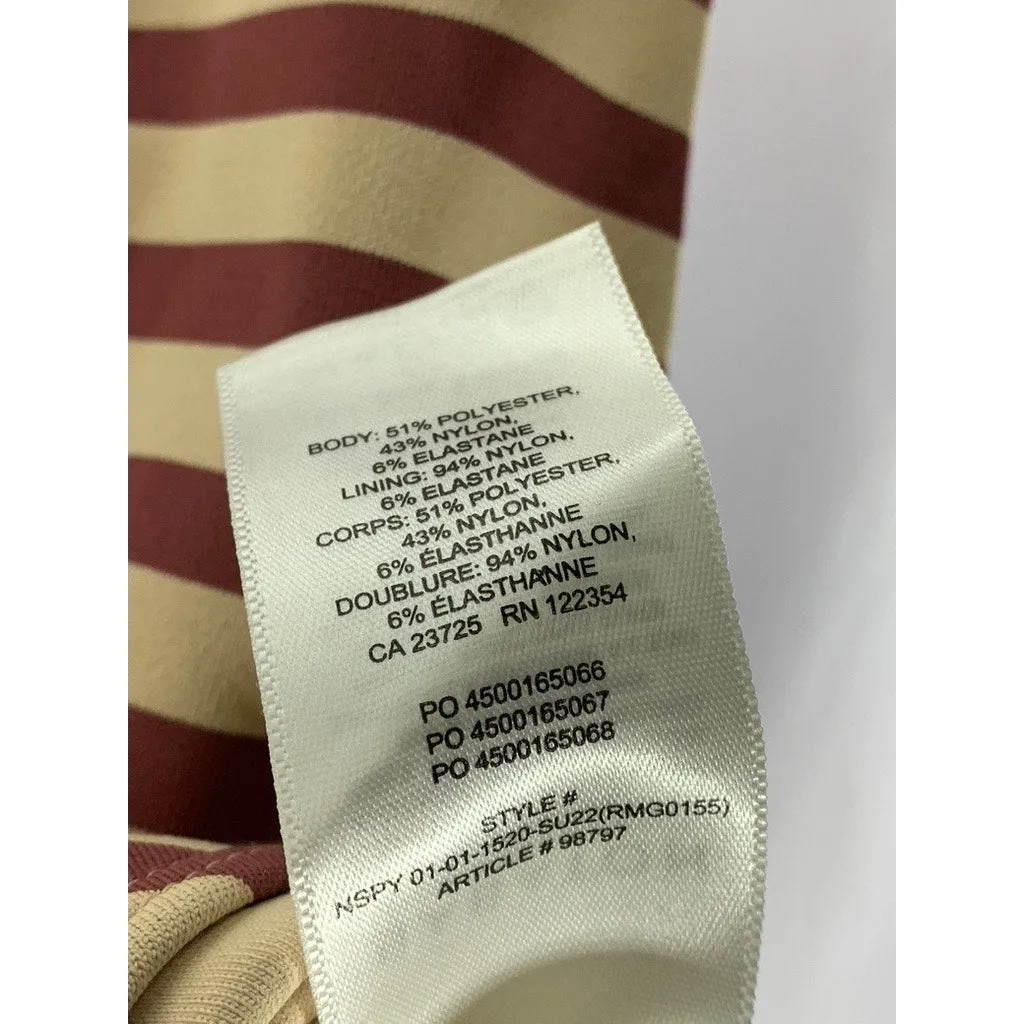 BODY: 51% POLYESTER,
43% NYLON,
6% ELASTANE
LINING: 94% NYLON,
6% ELASTANE
CORPS: 51% POLYESTER,
43% NYLON,
6% ÉLASTHANNE
DOUBLURE: 94% NYLON,
6% ÉLASTHANNE
CA 23725 RN 122354
PO 4500165066
PO 4500165067
PO 4500165068
STYLE #
NSPY 01-01-1520-SU22(RMG0155)
ARTICLE # 98797